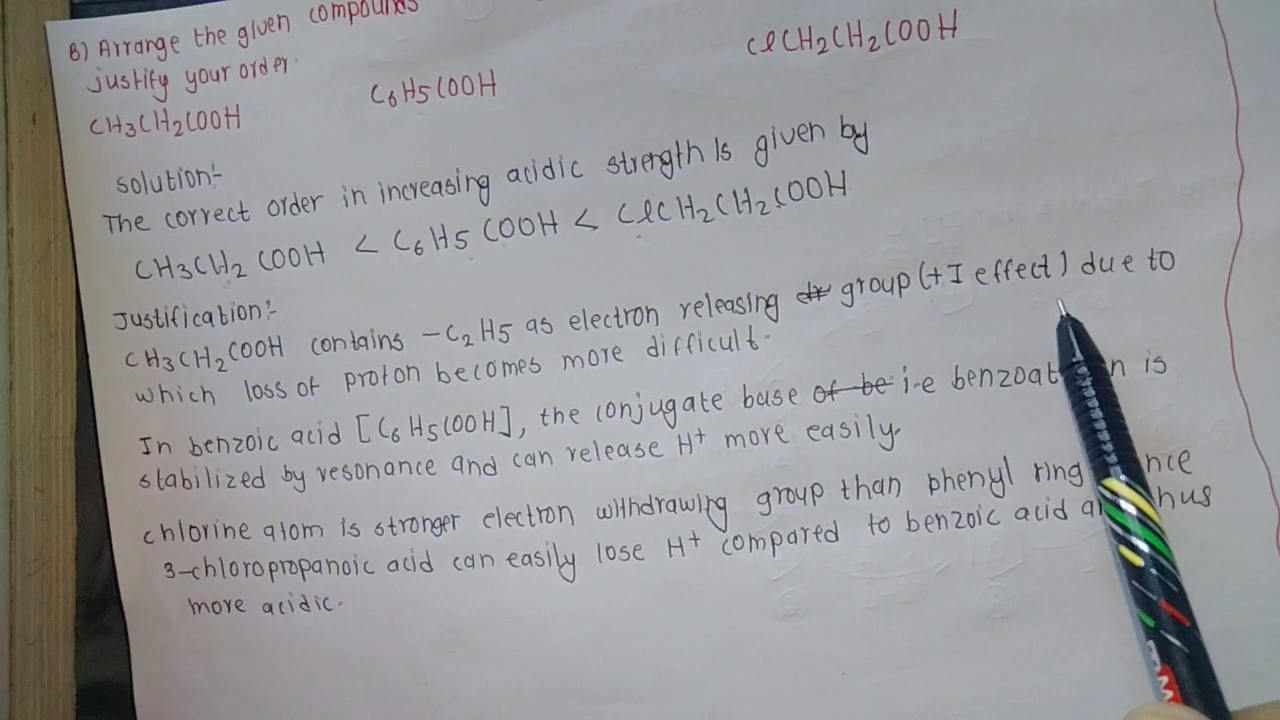 B) Arrange the given compounds
justify your order.
CH3CH2COOH C6H5COOH ClCH2CH2COOH
solution:-
The correct order in increasing acidic strength Is given by
CH3CH2COOH < C6H5COOH < ClCH2CH2COOH
Justification:-
CH3CH2COOH contains -C2H5 as electron releasing group (+I effect) due to
which loss of proton becomes more difficult.
In benzoic acid [C6H5COOH], the conjugate base i.e is
stabilized by resonance and can release H+ more easily.
chlorine atom is stronger electron withdrawing group than phenyl ring
3-chloropropanoic acid can easily lose H+ compared to benzoic acid
more acidic.